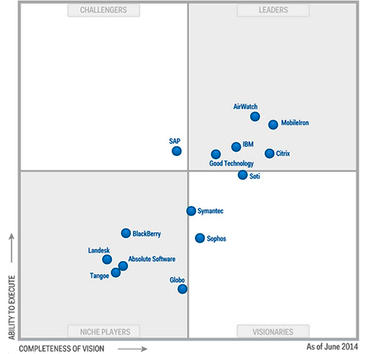 CHALLENGERS
LEADERS
AirWatch
MobileIron
SAP
IBM
Citrix
Good Technology
Soti
Symantec
BlackBerry
Sophos
Landesk
Absolute Software
Tangoe
Globo
ABILITY TO EXECUTE
NICHE PLAYERS
VISIONARIES
COMPLETENESS OF VISION
As of June 2014